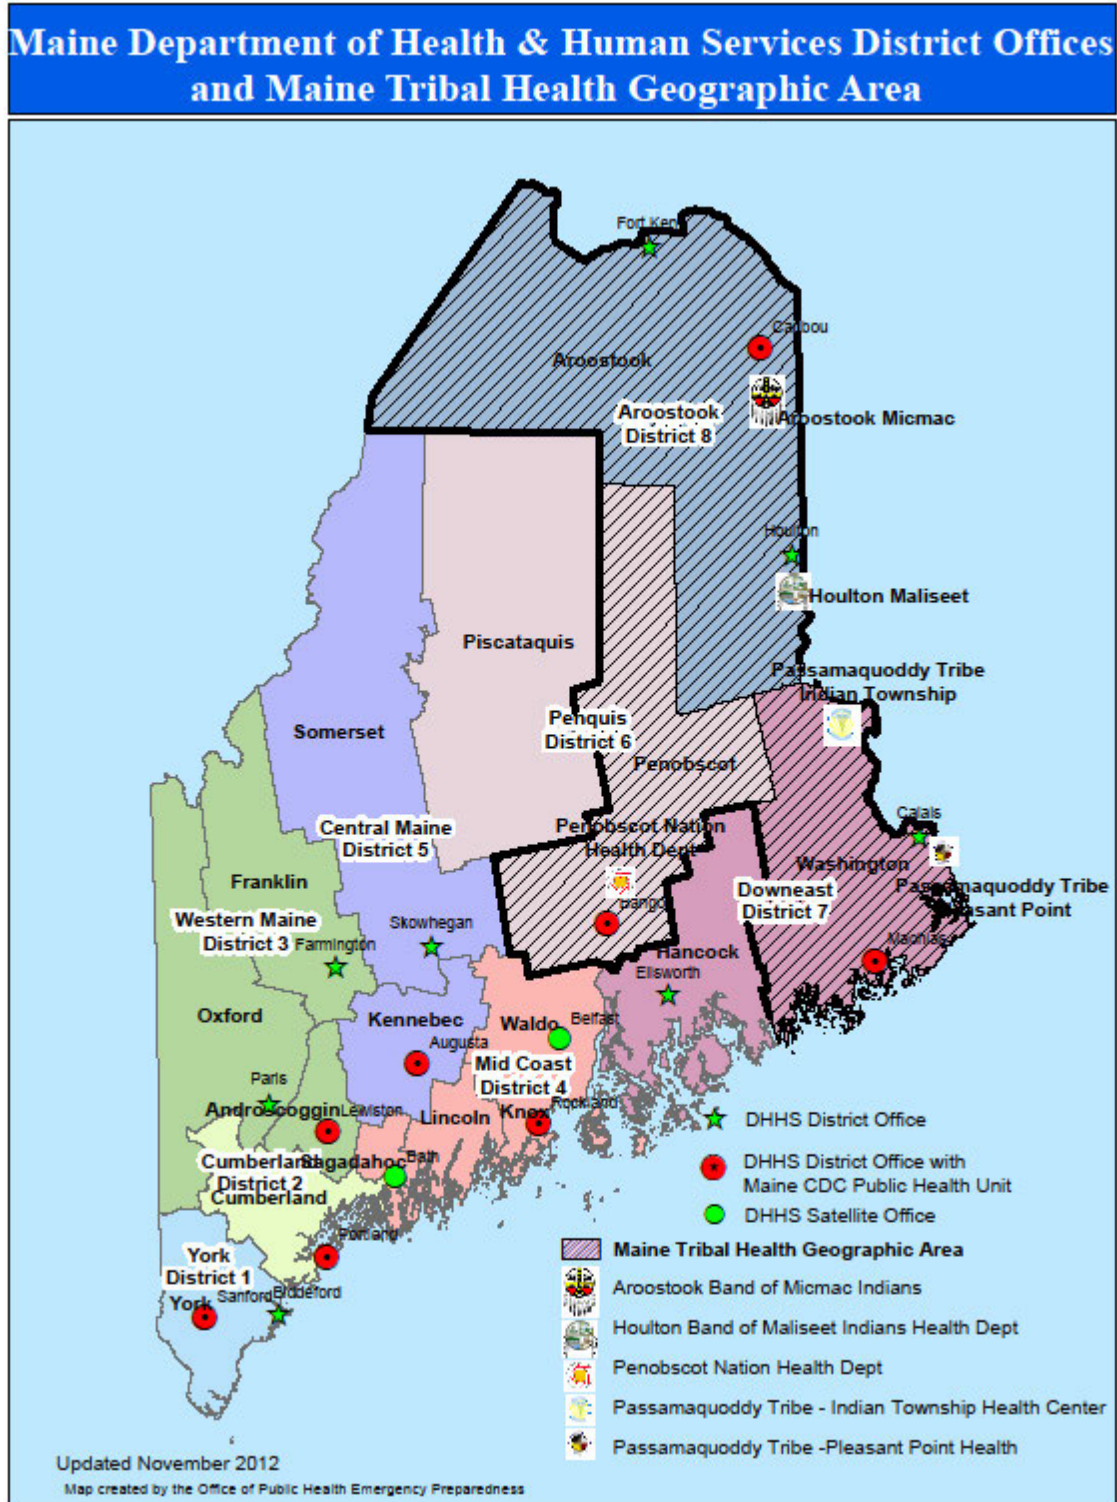 Maine Department of Health & Human Services District Offices
and Maine Tribal Health Geographic Area
Fort Kent
Caribou
Aroostook
Aroostook
District 8
Aroostook Micmac
Houlton
Houlton Maliseet
Piscataquis
Passamaquoddy Tribe
Indian Township
Somerset
Penquis
District 6
Penobscot
Calais
Central Maine
District 5
Penobscot Nation
Health Dept
Washington
Franklin
Downeast
District 7
Passamaquoddy Tribe
Pleasant Point
Western Maine
District 3
Farmington
Skowhegan
Bangor
Machias
Hancock
Ellsworth
Oxford
Kennebec
Augusta
Waldo
Belfast
Mid Coast
District 4
Paris
Androscoggin
Lewiston
Lincoln
Knox
Rockland
Cumberland
District 2
Sagadahoc
Bath
Cumberland
Portland
York
District 1
York
Sanford
Biddeford
DHHS District Office
DHHS District Office with
Maine CDC Public Health Unit
DHHS Satellite Office
Maine Tribal Health Geographic Area
Aroostook Band of Micmac Indians
Houlton Band of Maliseet Indians Health Dept
Penobscot Nation Health Dept
Passamaquoddy Tribe - Indian Township Health Center
Passamaquoddy Tribe -Pleasant Point Health
Updated November 2012
Map created by the Office of Public Health Emergency Preparedness